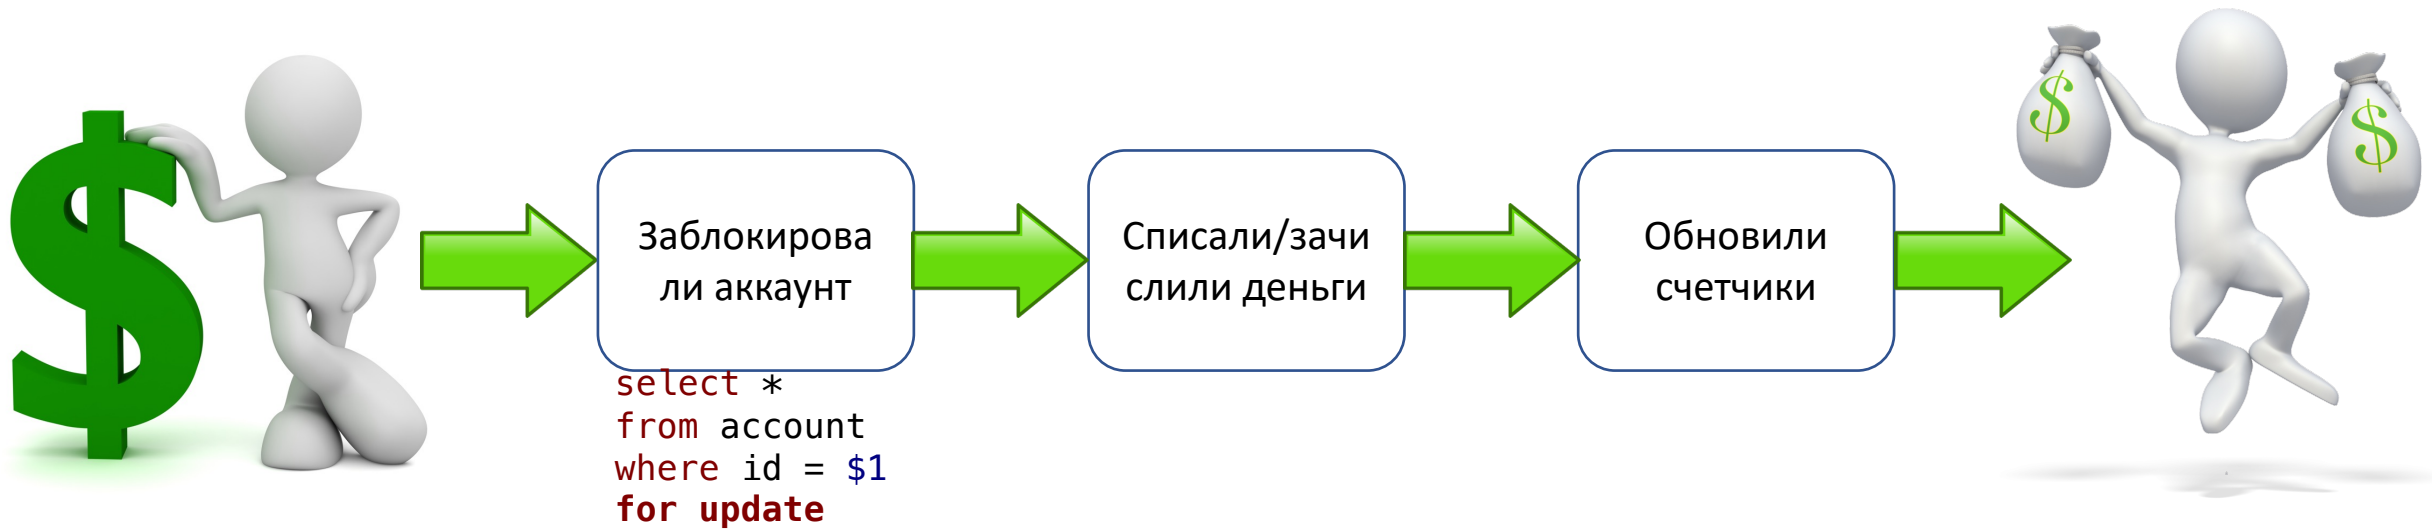 Заблокирова
ли аккаунт
select *
from account
where id = $1
for update
Списали/зачи
слили деньги
Обновили
счетчики
$
$
$